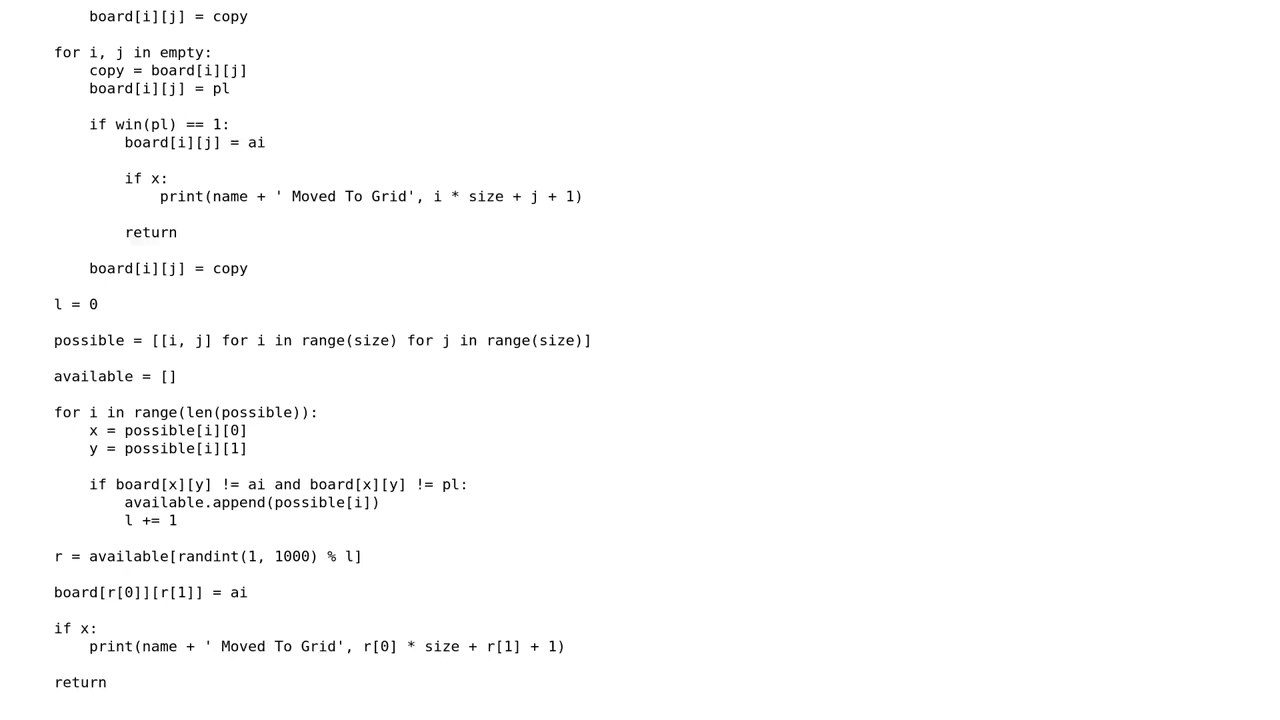 board[i][j] = copy

for i, j in empty:
    copy = board[i][j]
    board[i][j] = pl

    if win(pl) == 1:
        board[i][j] = ai

        if x:
            print(name + ' Moved To Grid', i * size + j + 1)

        return

    board[i][j] = copy

l = 0

possible = [[i, j] for i in range(size) for j in range(size)]

available = []

for i in range(len(possible)):
    x = possible[i][0]
    y = possible[i][1]

    if board[x][y] != ai and board[x][y] != pl:
        available.append(possible[i])
        l += 1

r = available[randint(1, 1000) % l]

board[r[0]][r[1]] = ai

if x:
    print(name + ' Moved To Grid', r[0] * size + r[1] + 1)

return